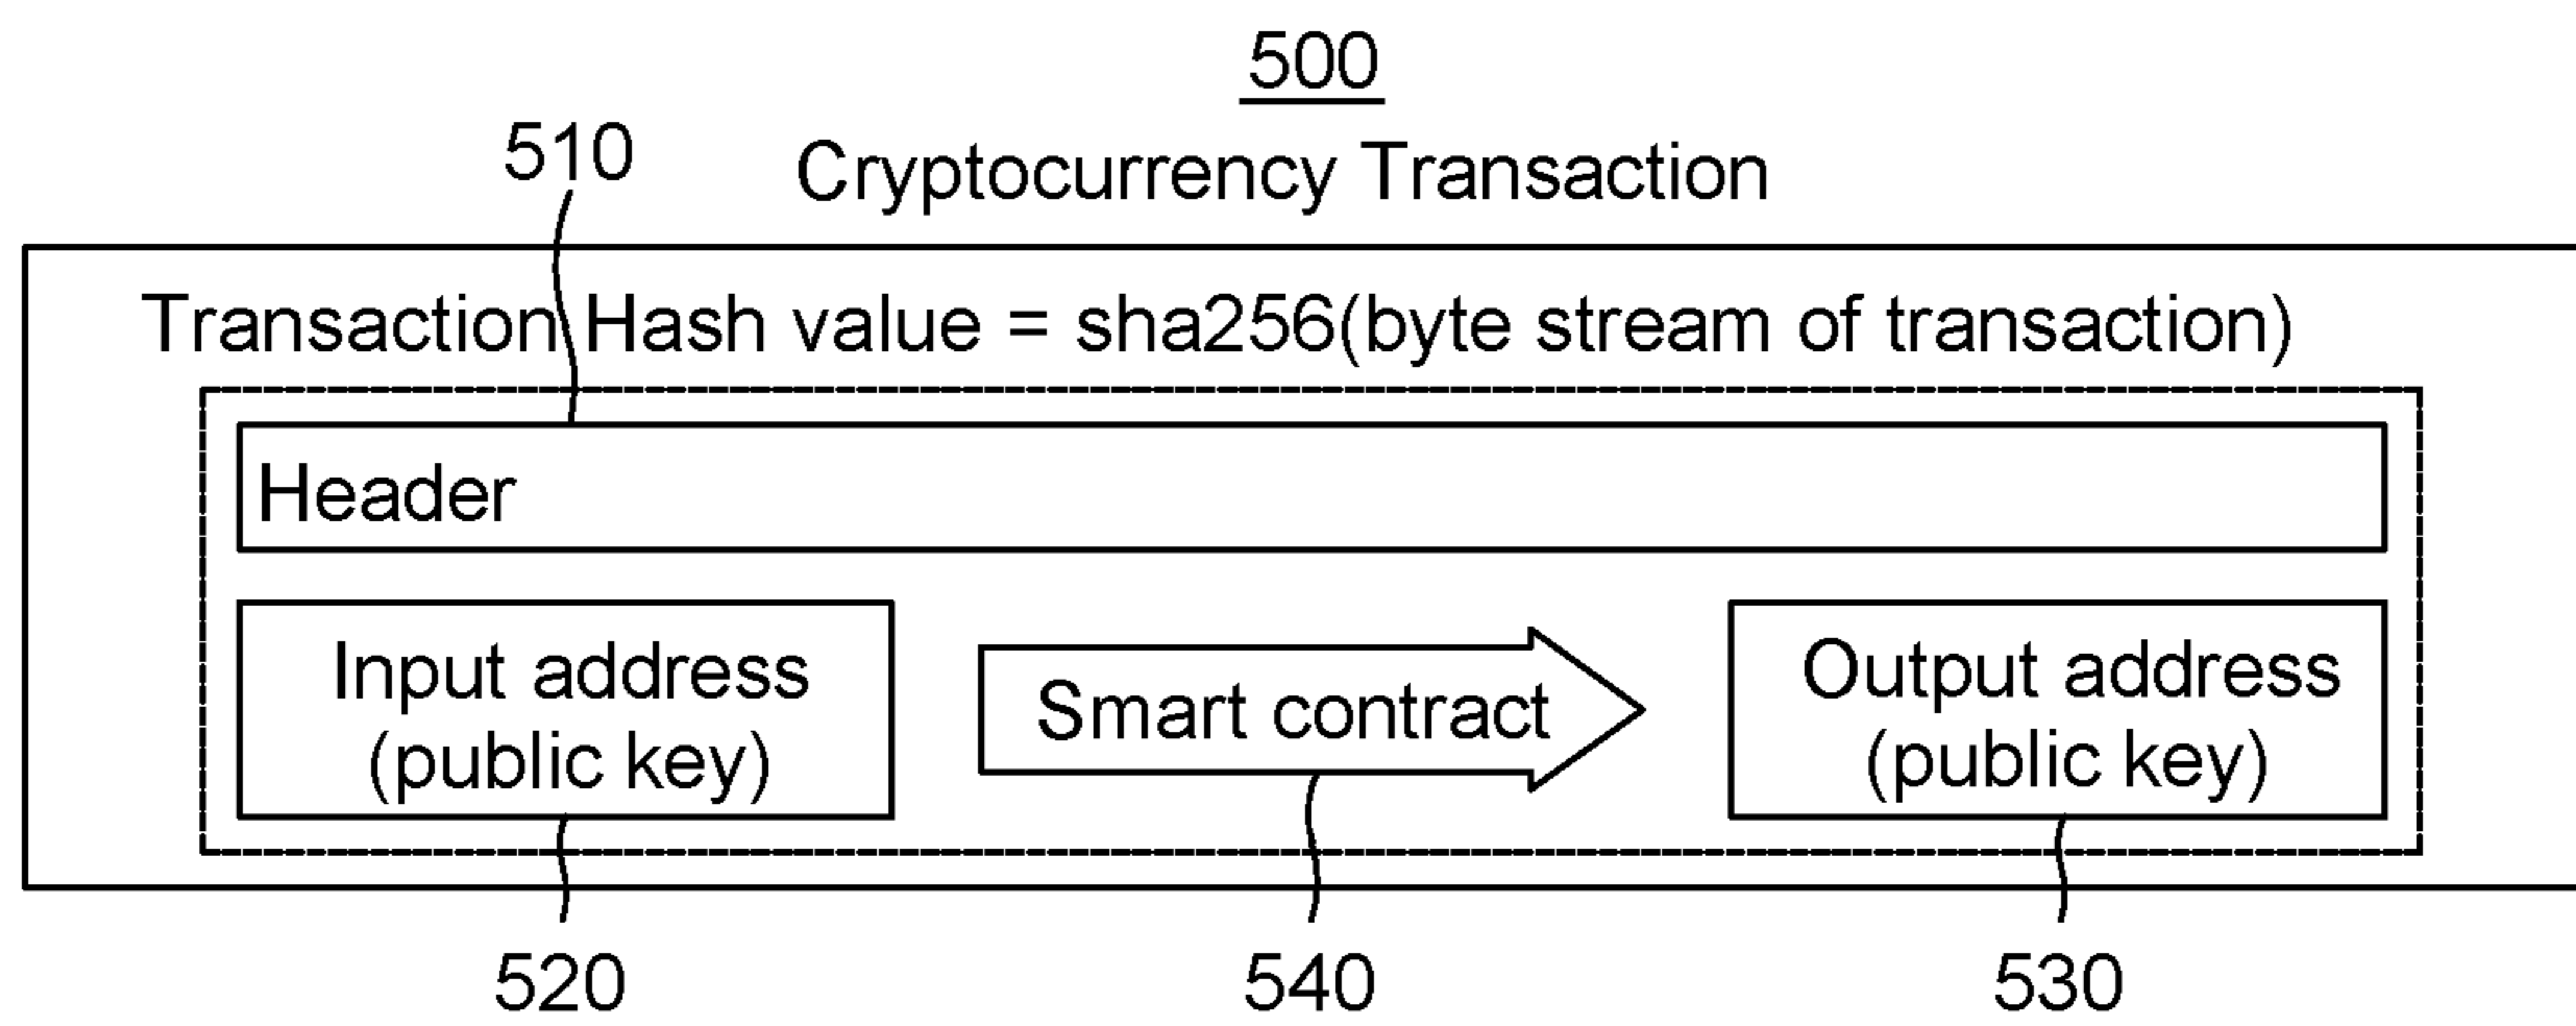 500
510
Cryptocurrency Transaction
Transaction Hash value = sha256(byte stream of transaction)
Header
Input address
(public key)
Smart contract
Output address
(public key)
520
540
530